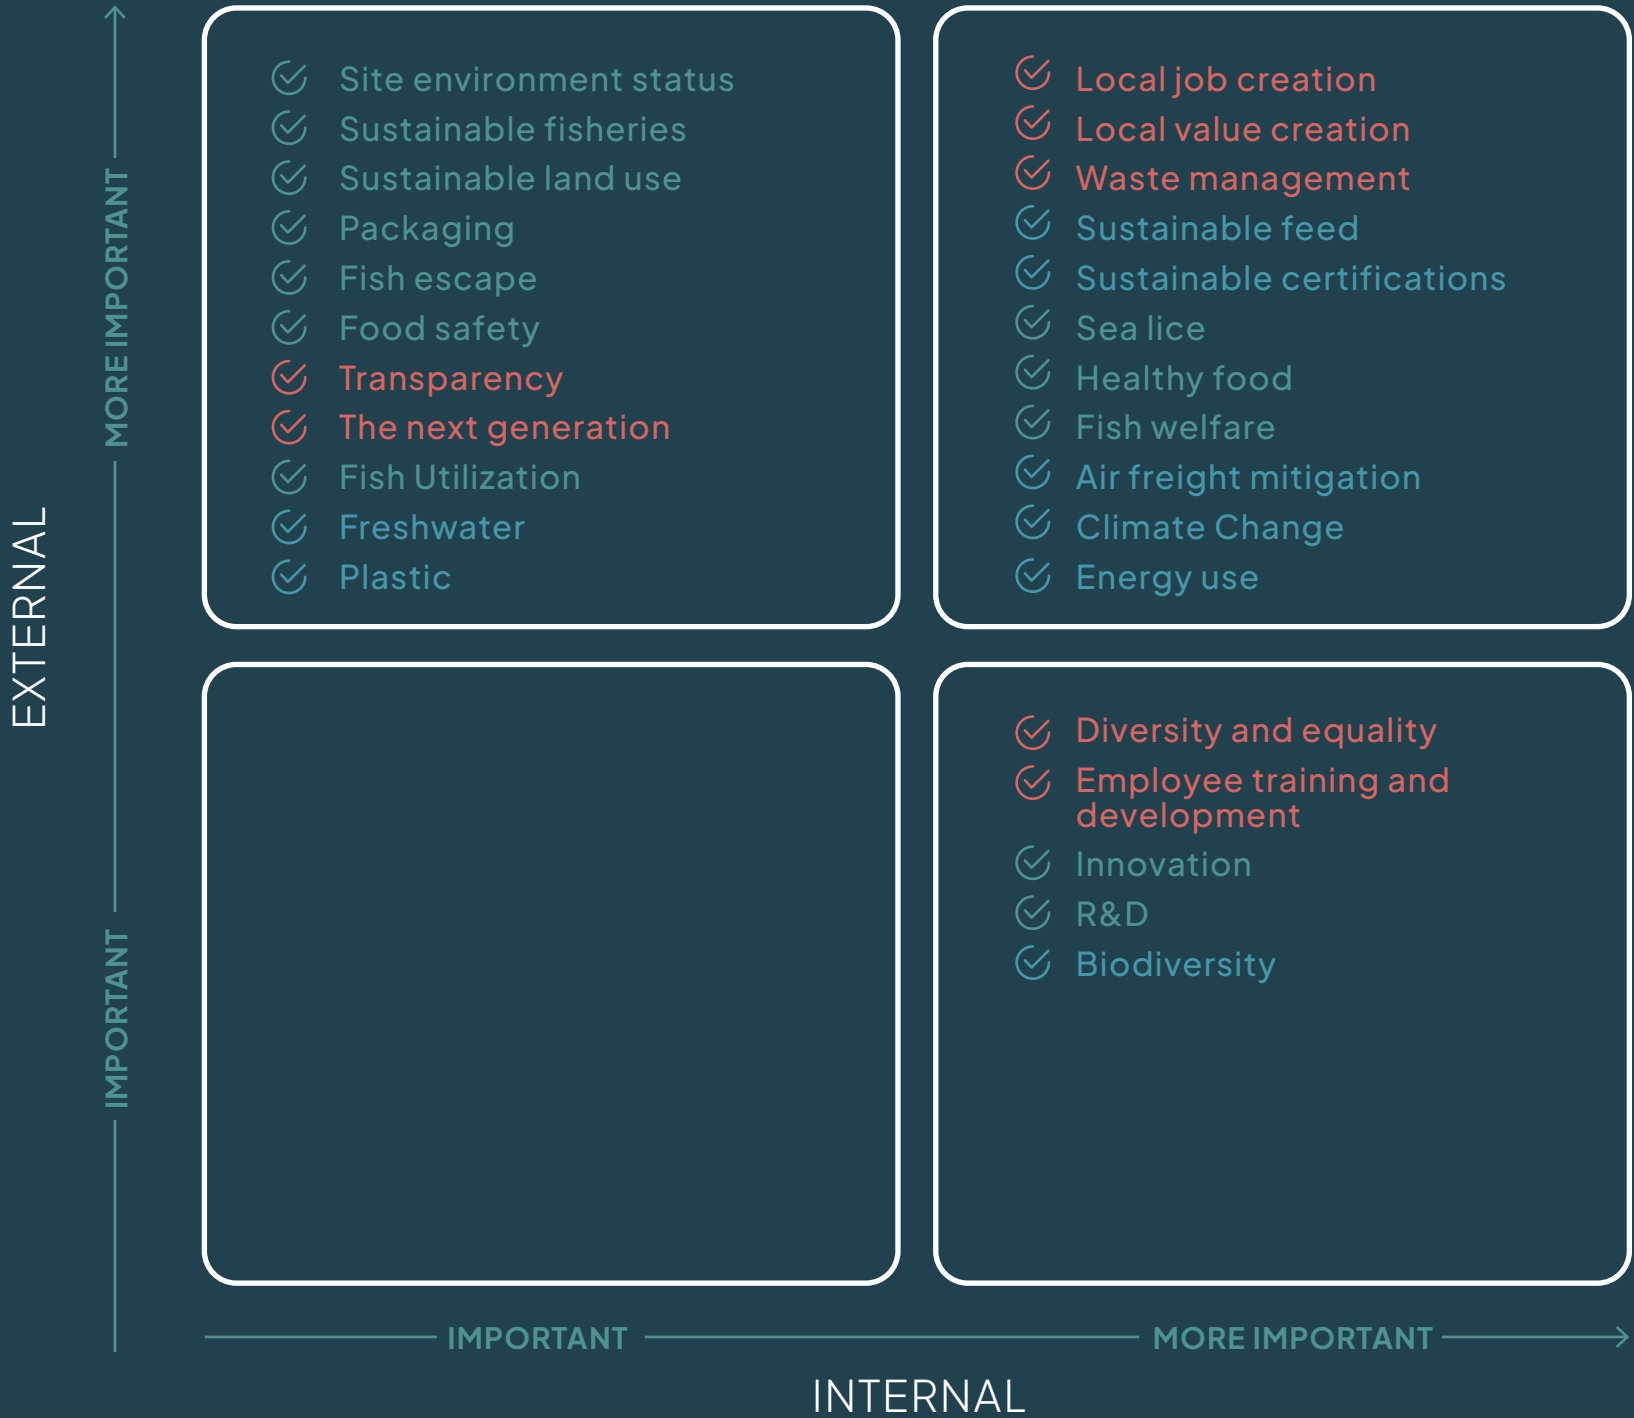 EXTERNAL
MORE IMPORTANT
IMPORTANT
Site environment status
Sustainable fisheries
Sustainable land use
Packaging
Fish escape
Food safety
Transparency
The next generation
Fish Utilization
Freshwater
Plastic
Local job creation
Local value creation
Waste management
Sustainable feed
Sustainable certifications
Sea lice
Healthy food
Fish welfare
Air freight mitigation
Climate Change
Energy use
Diversity and equality
Employee training and
development
Innovation
R&D
Biodiversity
IMPORTANT
MORE IMPORTANT
INTERNAL